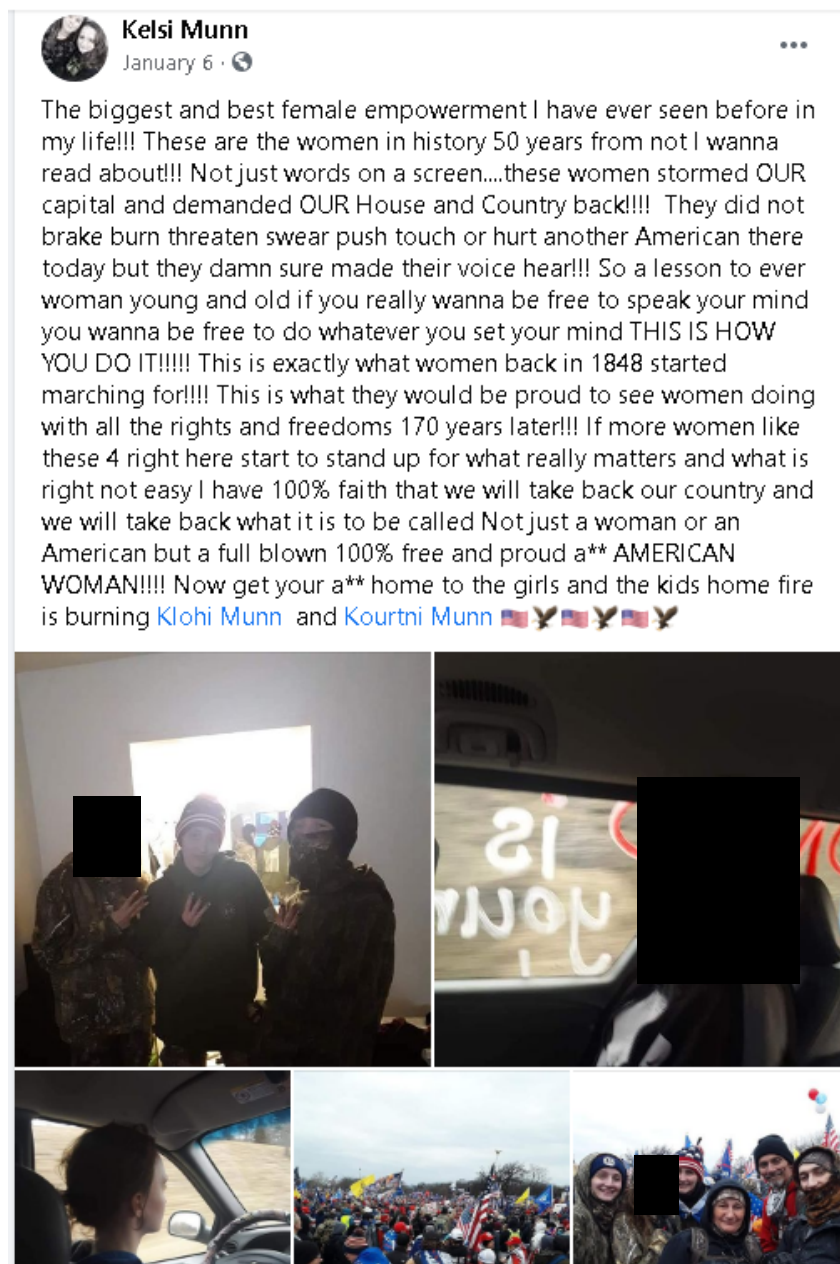 Kelsi Munn
January 6 ·
The biggest and best female empowerment I have ever seen before in
my life!!! These are the women in history 50 years from not I wanna
read about!!! Not just words on a screen....these women stormed OUR
capital and demanded OUR House and Country back!!!! They did not
brake burn threaten swear push touch or hurt another American there
today but they damn sure made their voice hear!!! So a lesson to ever
woman young and old if you really wanna be free to speak your mind
you wanna be free to do whatever you set your mind THIS IS HOW
YOU DO IT!!!!! This is exactly what women back in 1848 started
marching for!!!! This is what they would be proud to see women doing
with all the rights and freedoms 170 years later!!! If more women like
these 4 right here start to stand up for what really matters and what is
right not easy I have 100% faith that we will take back our country and
we will take back what it is to be called Not just a woman or an
American but a full blown 100% free and proud a** AMERICAN
WOMAN!!!! Now get your a** home to the girls and the kids home fire
is burning Klohi Munn and Kourtni Munn 🇺🇸🦅🇺🇸🦅🇺🇸🦅
is
your